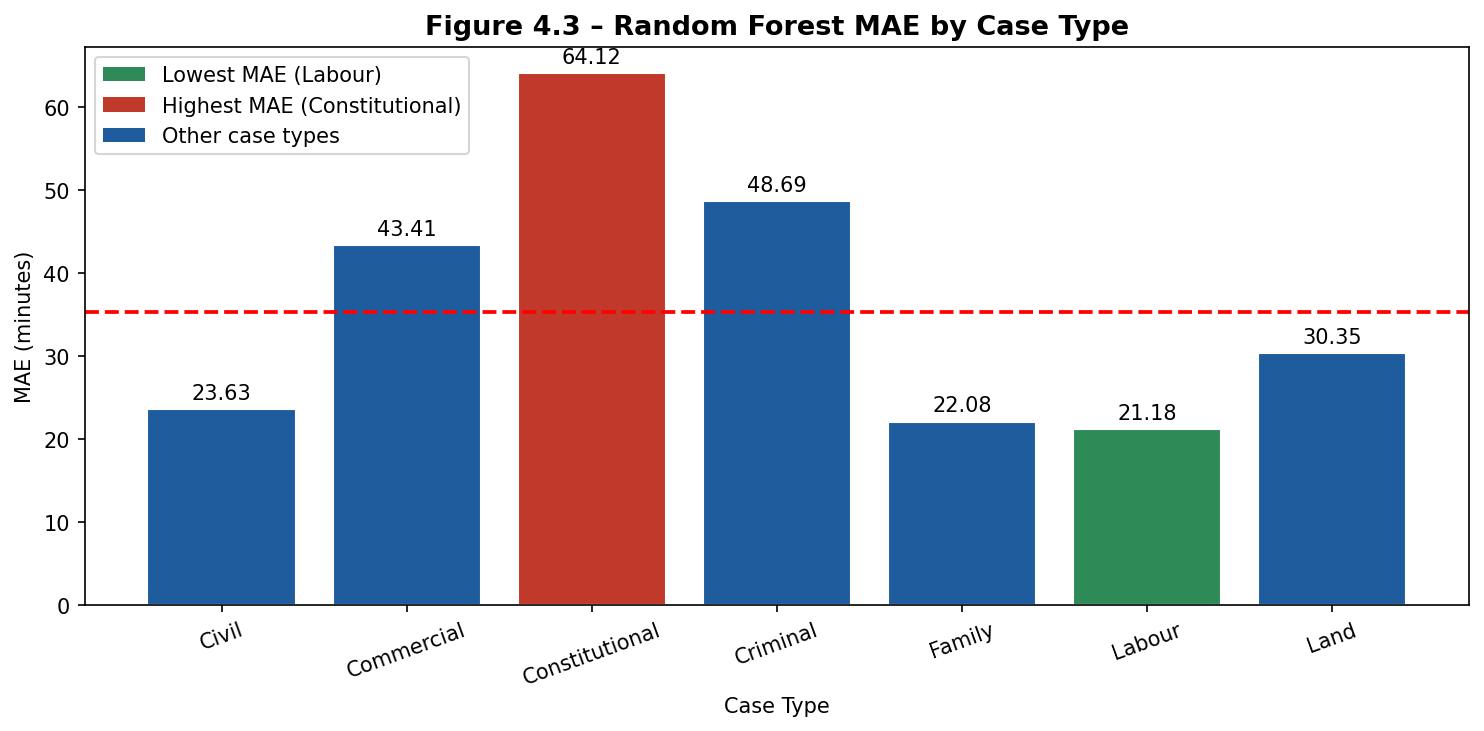 Figure 4.3 – Random Forest MAE by Case Type
Lowest MAE (Labour)
Highest MAE (Constitutional)
Other case types
MAE (minutes)
60
50
40
30
20
10
0
23.63
43.41
64.12
48.69
22.08
21.18
30.35
Civil
Commercial
Constitutional
Criminal
Family
Labour
Land
Case Type